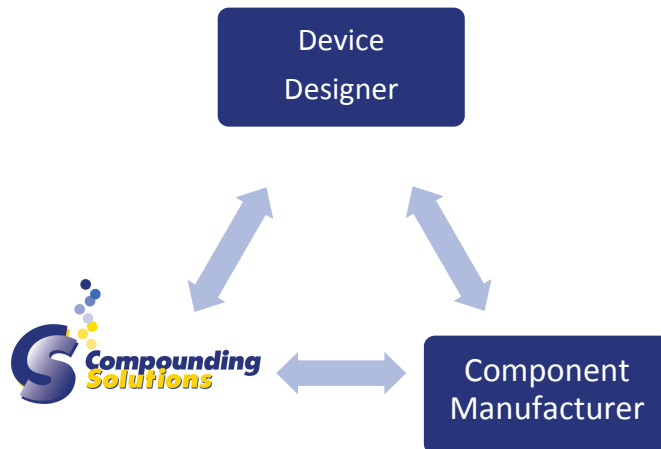 Device
Designer
Compounding
Solutions
Component
Manufacturer